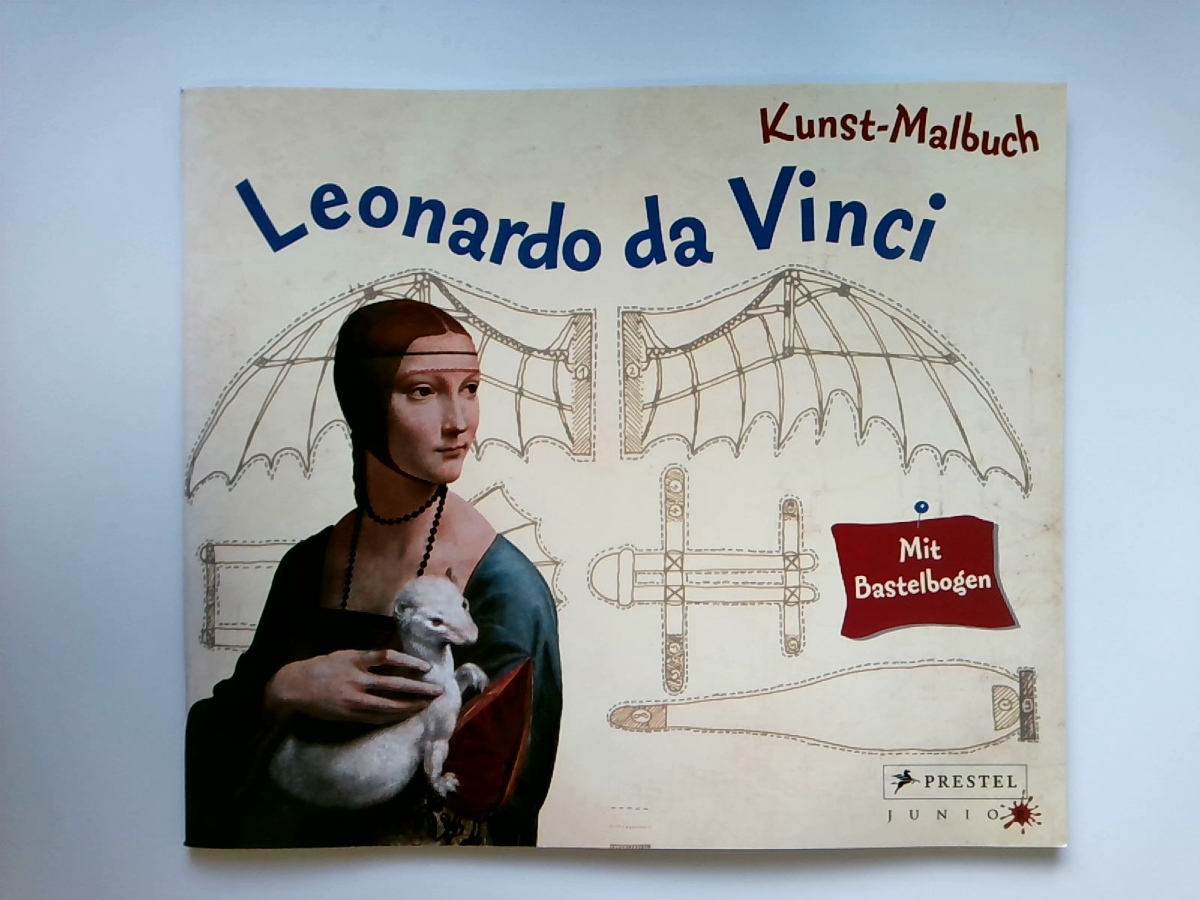 Kunst-Malbuch
Leonardo da Vinci
Mit
Bastelbogen
PRESTEL
JUNIO